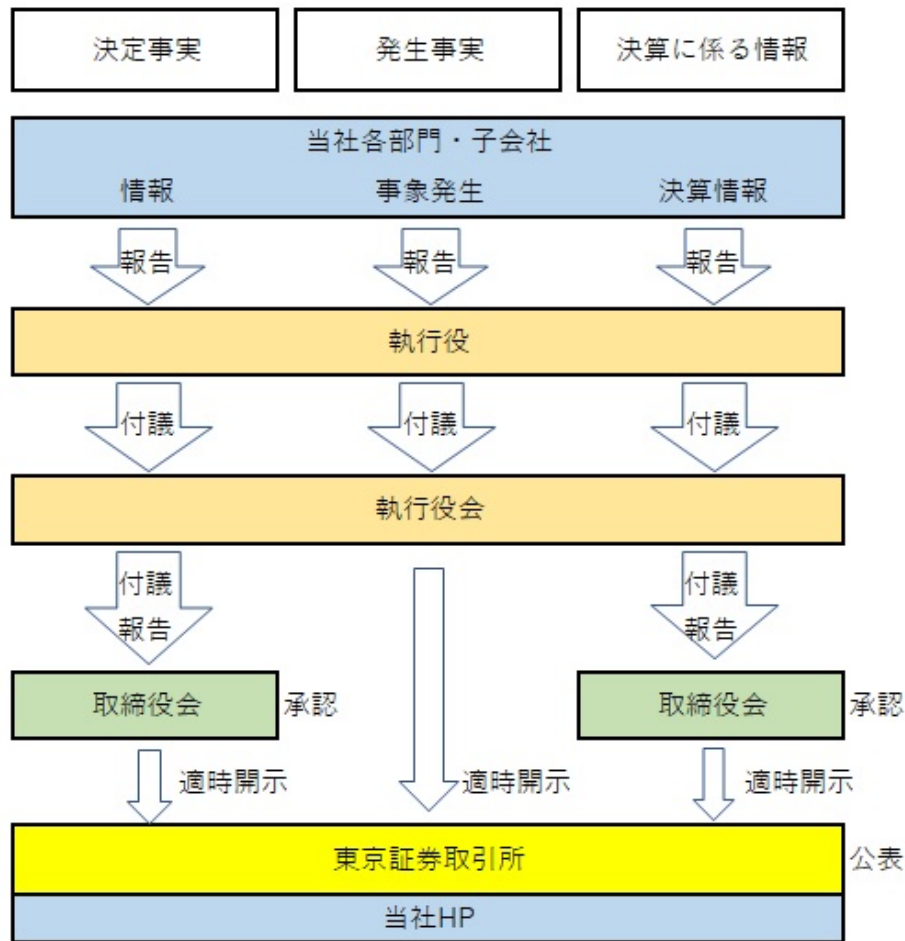 決定事実
発生事実
決算に係る情報
当社各部門・子会社
情報
事象発生
決算情報
報告
報告
報告
執行役
付議
付議
付議
執行役会
付議
報告
付議
報告
取締役会
承認
取締役会
承認
適時開示
適時開示
適時開示
東京証券取引所
公表
当社HP